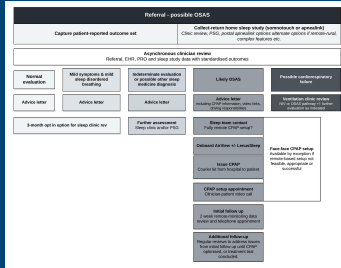 Referral - possible OSAS
Capture patient-reported outcome set
Collect-return home sleep study (somnotouch or apnealink)
Clinical review, PSG, postal apnealink options alternate options if remote-rural,
complex features etc.
Asynchronous clinician review
Referral, EHR, PRO and sleep study data with standardised outcomes
Normal
evaluation
Mild symptoms & mild
sleep disordered
breathing
Indeterminate evaluation
or possible other sleep
medicine diagnosis
Likely OSAS
Possible cardiorespiratory
failure
Advice letter
Advice letter
Advice letter
Advice letter
including CPAP information, video links,
driving responsibilities
Ventilation clinic review
NIV or OSAS pathway +/- further
evaluation as indicated
3-month opt in option for sleep clinic rev
Further assessment
Sleep clinic and/or PSG
Sleep team contact
Fully remote CPAP setup?
Onboard AirView +/- LenusSleep
Issue CPAP
Courier kit from hospital to patient
CPAP setup appointment
Clinician-patient video call
Face-face CPAP setup
Available by exception if
remote-based setup not
feasible, appropriate or
successful
Initial follow up
2 week remote-monitoring data
review and telephone appointment
Additional follow-up
Regular reviews to address issues
from initial follow-up until CPAP
optimised, or treatment trial
concluded